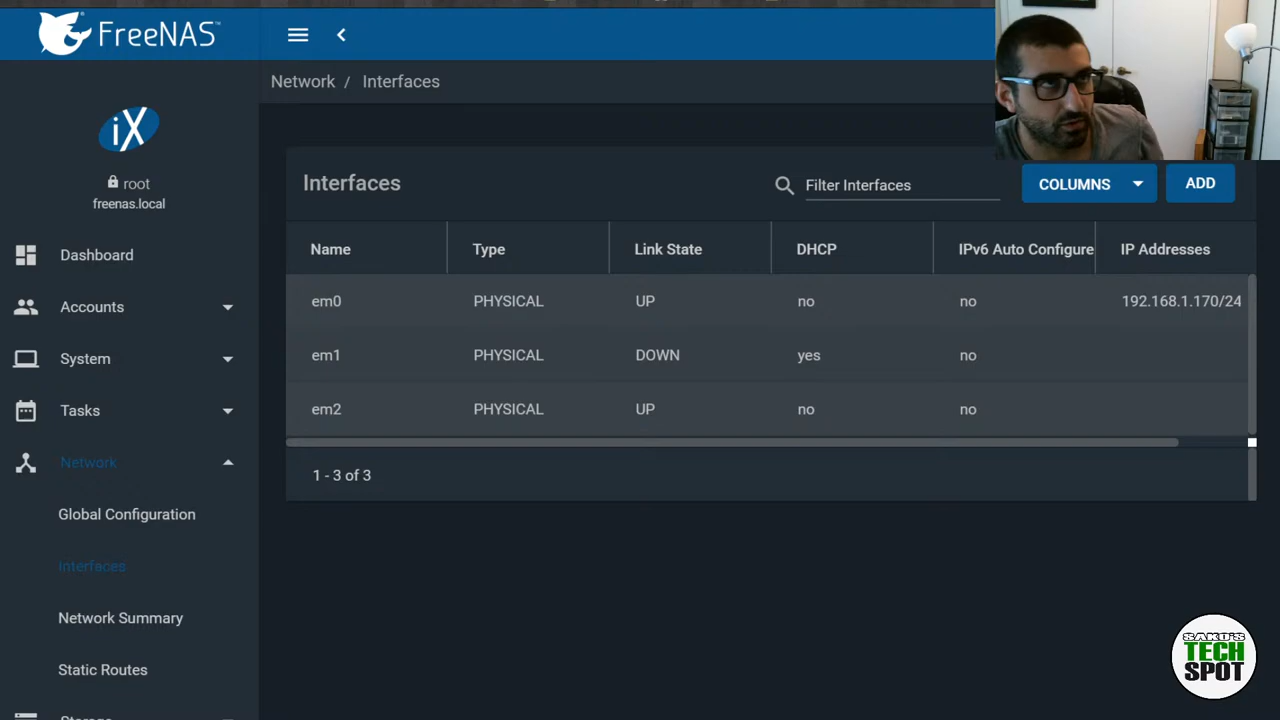 FreeNAS™
Network / Interfaces
iX
root
freenas.local
Dashboard
Accounts
System
Tasks
Network
Global Configuration
Interfaces
Network Summary
Static Routes
Storage
Interfaces
Filter Interfaces
COLUMNS
ADD
Name Type Link State DHCP IPv6 Auto Configure IP Addresses
em0 PHYSICAL UP no no 192.168.1.170/24
em1 PHYSICAL DOWN yes no
em2 PHYSICAL UP no no
1 - 3 of 3
SAKO'S
TECH
SPOT